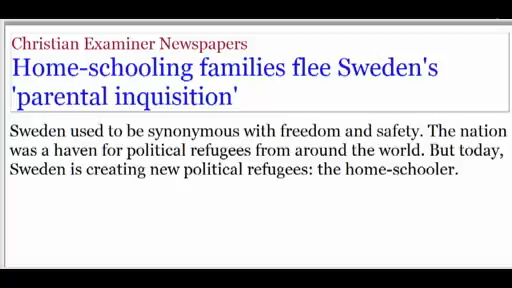 Christian Examiner Newspapers
Home-schooling families flee Sweden's
'parental inquisition'
Sweden used to be synonymous with freedom and safety. The nation
was a haven for political refugees from around the world. But today,
Sweden is creating new political refugees: the home-schooler.